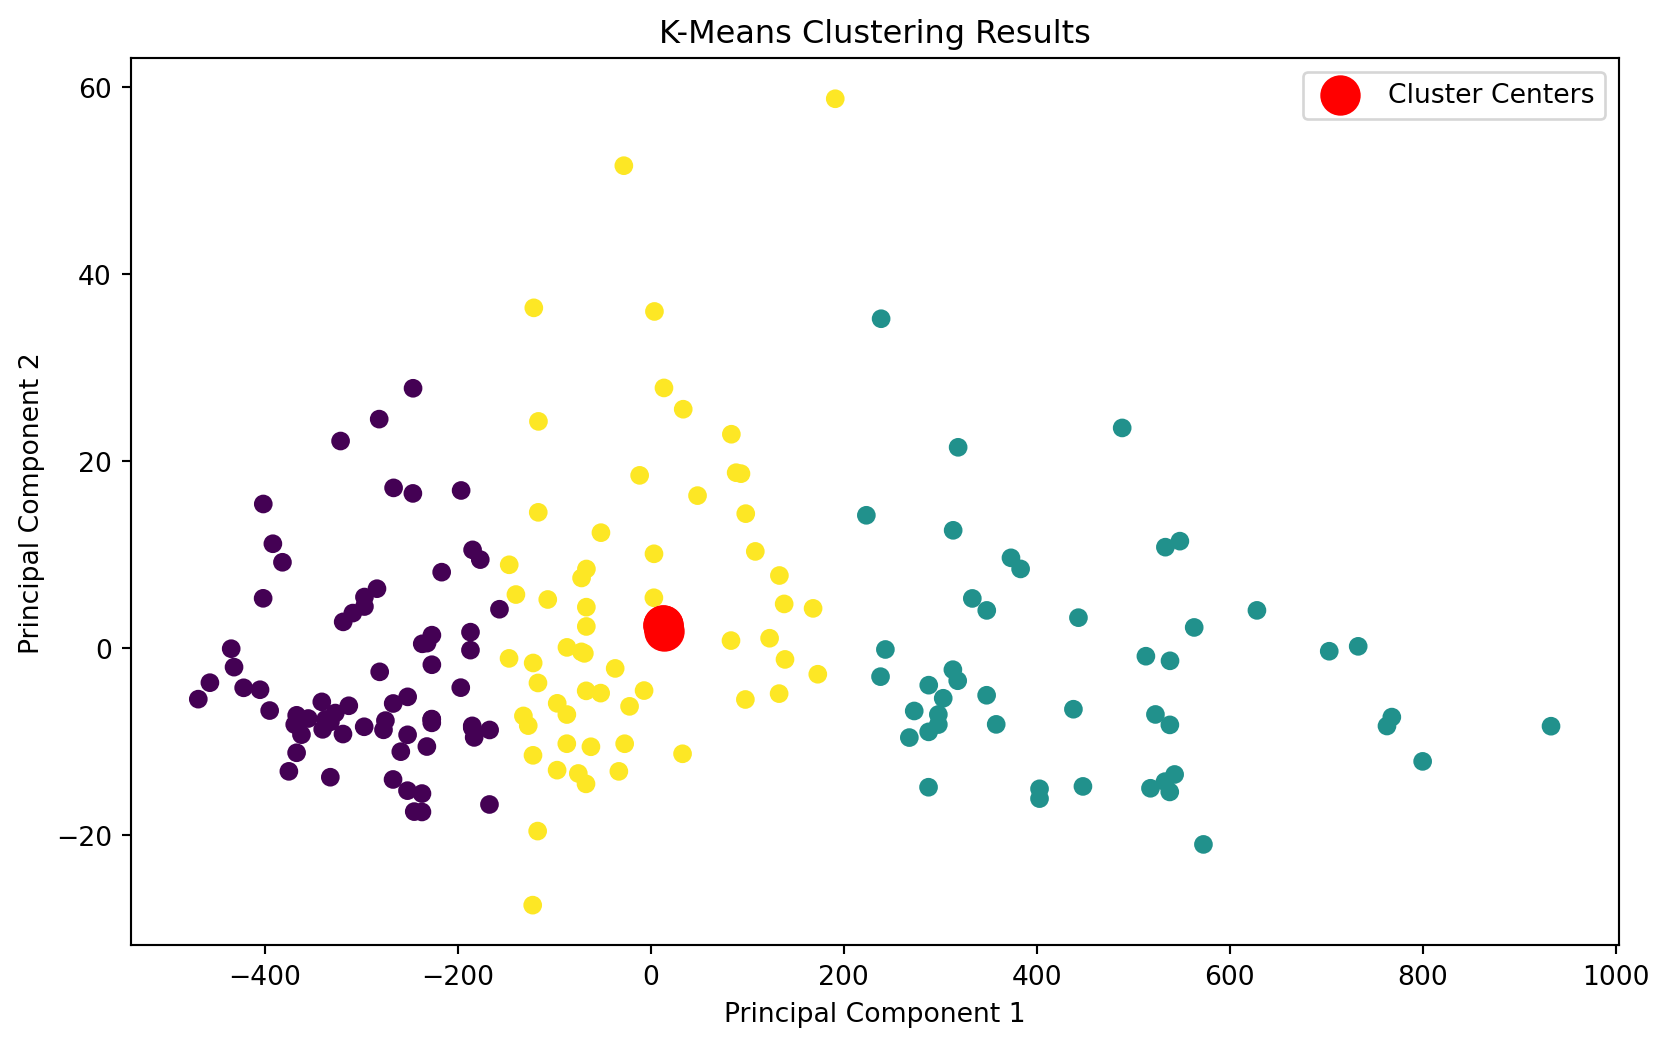 K-Means Clustering Results
Cluster Centers
60
40
20
0
−20
Principal Component 2
−400 −200 0 200 400 600 800 1000
Principal Component 1